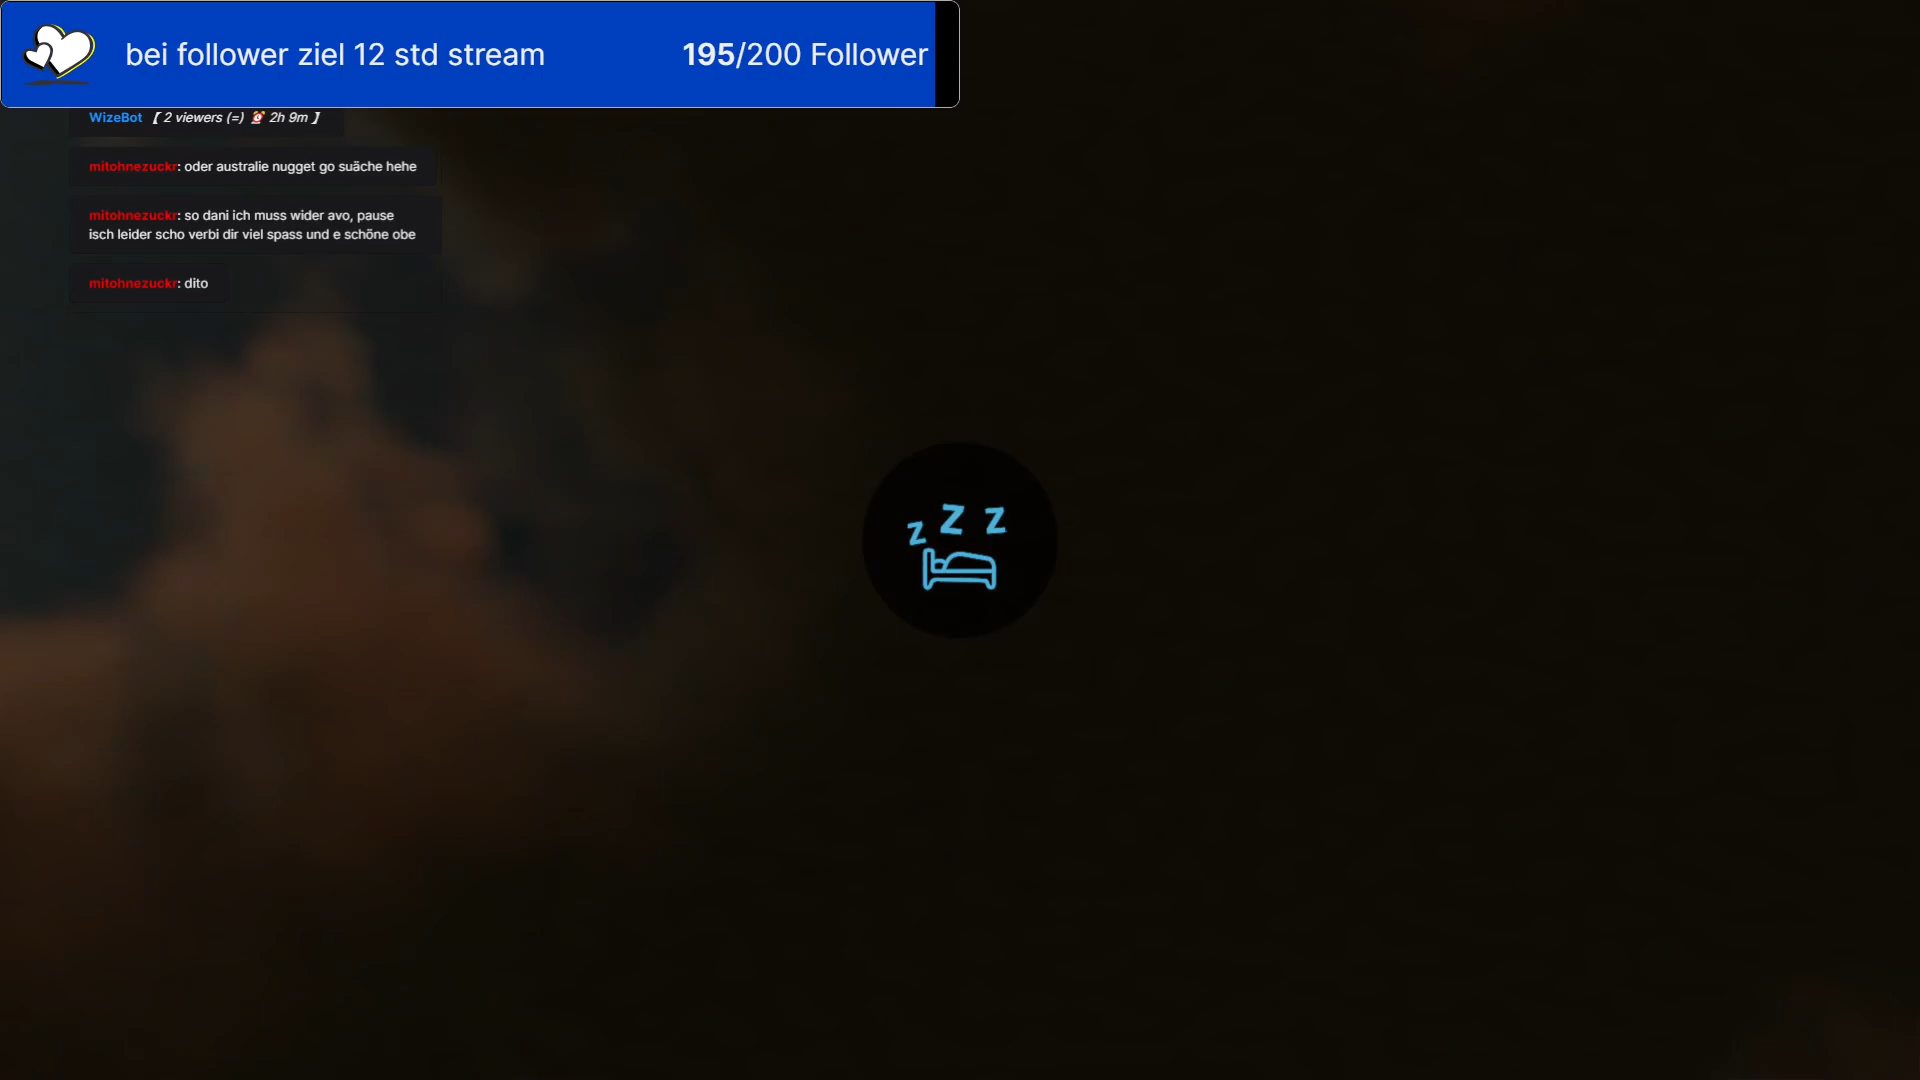 bei follower ziel 12 std stream 195/200 Follower
WizeBot 【 2 viewers (=) ⏰ 2h 9m 】
mitohnezuckr: oder australie nugget go suäche hehe
mitohnezuckr: so dani ich muss wider avo, pause
isch leider scho verbi dir viel spass und e schöne obe
mitohnezuckr: dito
z Z z